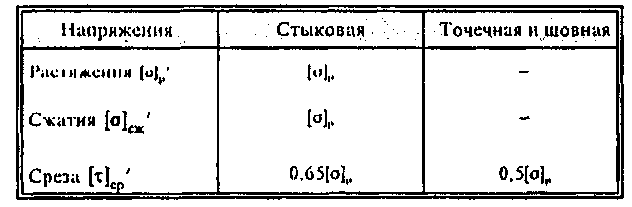 Напряжения Стыковая Точечная и шовная
Растяжения [σ]р′ [σ]р –
Сжатия [σ]сж′ [σ]р –
Среза [τ]ср′ 0,65[σ]р 0,5[σ]р